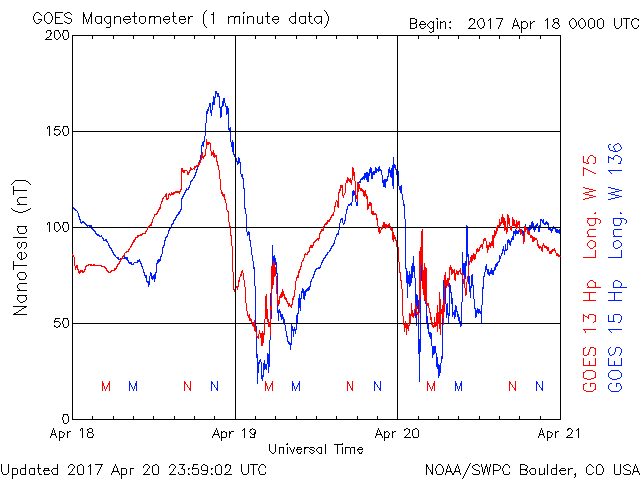 GOES Magnetometer (1 minute data)
Begin: 2017 Apr 18 0000 UTC
200
150
100
50
0
NanoTesla (nT)
M M N N M M N N M M N N
Apr 18 Apr 19 Apr 20 Apr 21
Universal Time
GOES 13 Hp Long. W 75
GOES 15 Hp Long. W 136
Updated 2017 Apr 20 23:59:02 UTC
NOAA/SWPC Boulder, CO USA